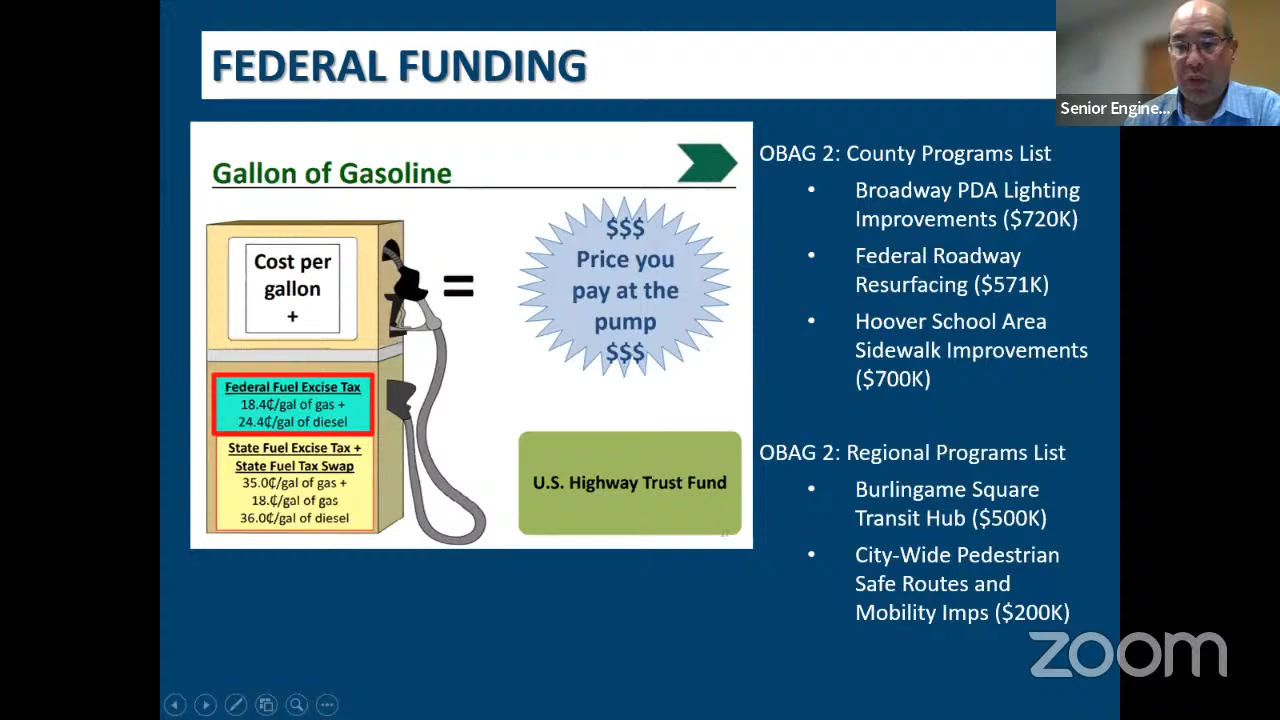 FEDERAL FUNDING
Senior Engine...
Gallon of Gasoline
Cost per
gallon
+
=
$$$
Price you
pay at the
pump
$$$
Federal Fuel Excise Tax
18.4₵/gal of gas +
24.4₵/gal of diesel
State Fuel Excise Tax +
State Fuel Tax Swap
35.0₵/gal of gas +
18.₵/gal of gas
36.0₵/gal of diesel
U.S. Highway Trust Fund
OBAG 2: County Programs List
• Broadway PDA Lighting
Improvements ($720K)
• Federal Roadway
Resurfacing ($571K)
• Hoover School Area
Sidewalk Improvements
($700K)
OBAG 2: Regional Programs List
• Burlingame Square
Transit Hub ($500K)
• City-Wide Pedestrian
Safe Routes and
Mobility Imps ($200K)
zoom